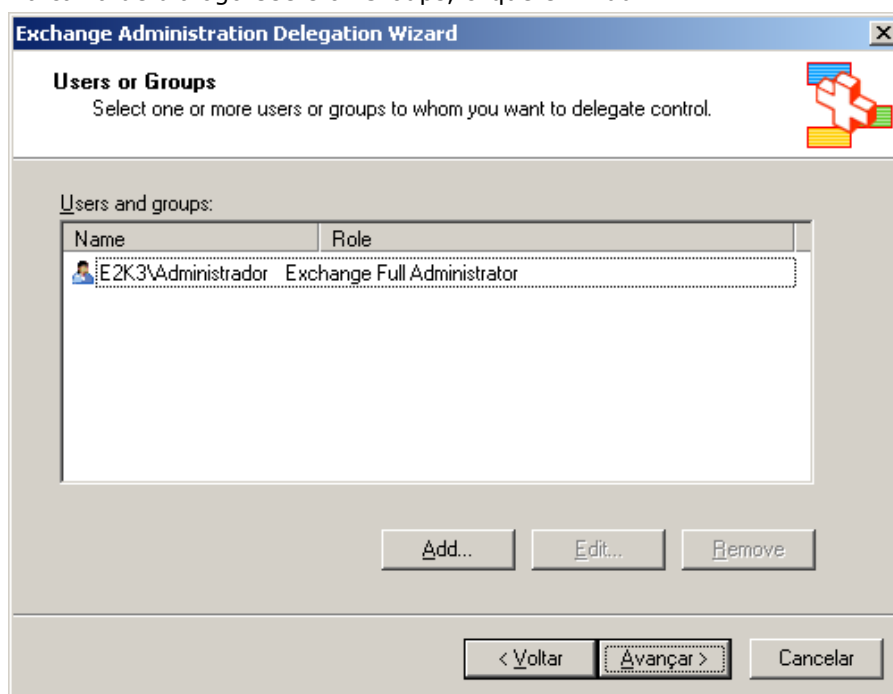 Exchange Administration Delegation Wizard
Users or Groups
Select one or more users or groups to whom you want to delegate control.
Users and groups:
Name Role
E2K3\Administrador Exchange Full Administrator
Add... Edit... Remove
< Voltar Avançar > Cancelar